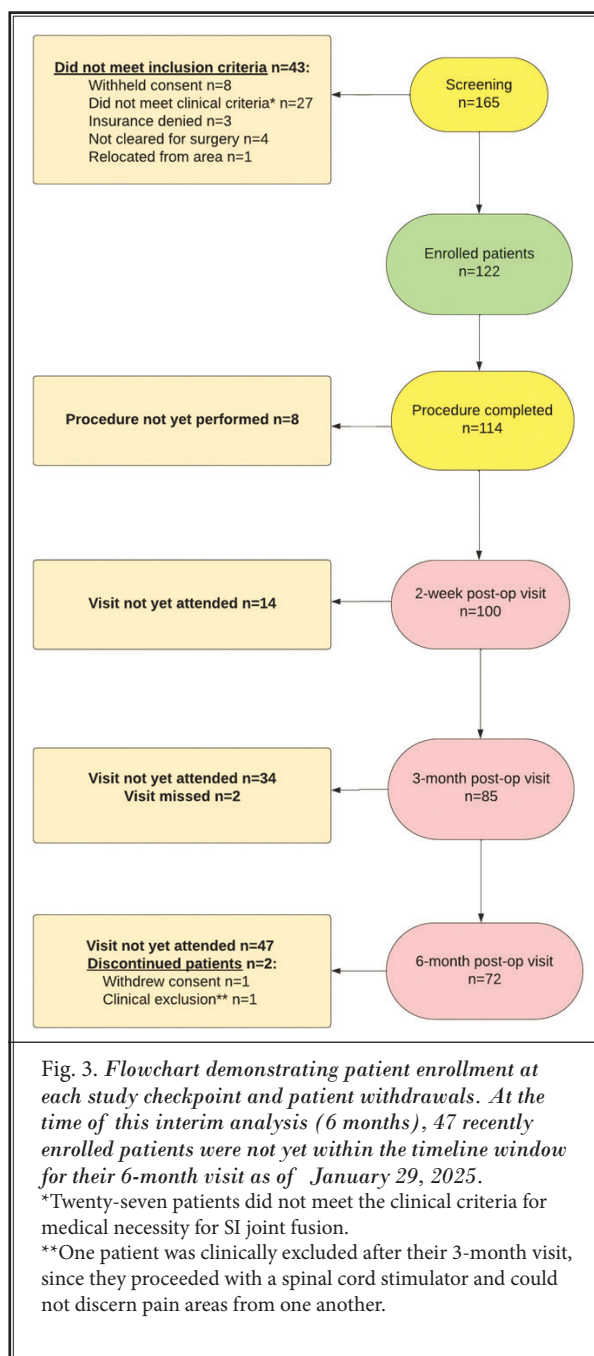 Did not meet inclusion criteria n=43:
Withheld consent n=8
Did not meet clinical criteria* n=27
Insurance denied n=3
Not cleared for surgery n=4
Relocated from area n=1
Screening
n=165
Enrolled patients
n=122
Procedure not yet performed n=8
Procedure completed
n=114
Visit not yet attended n=14
2-week post-op visit
n=100
Visit not yet attended n=34
Visit missed n=2
3-month post-op visit
n=85
Visit not yet attended n=47
Discontinued patients n=2:
Withdrew consent n=1
Clinical exclusion** n=1
6-month post-op visit
n=72
Fig. 3. Flowchart demonstrating patient enrollment at
each study checkpoint and patient withdrawals. At the
time of this interim analysis (6 months), 47 recently
enrolled patients were not yet within the timeline window
for their 6-month visit as of January 29, 2025.
*Twenty-seven patients did not meet the clinical criteria for
medical necessity for SI joint fusion.
**One patient was clinically excluded after their 3-month visit,
since they proceeded with a spinal cord stimulator and could
not discern pain areas from one another.